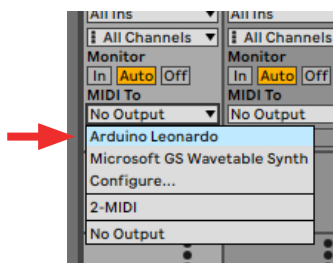 All Ins All Ins
All Channels All Channels
Monitor Monitor
In Auto Off In Auto Off
MIDI To MIDI To
No Output No Output
Arduino Leonardo
Microsoft GS Wavetable Synth
Configure...
2-MIDI
No Output